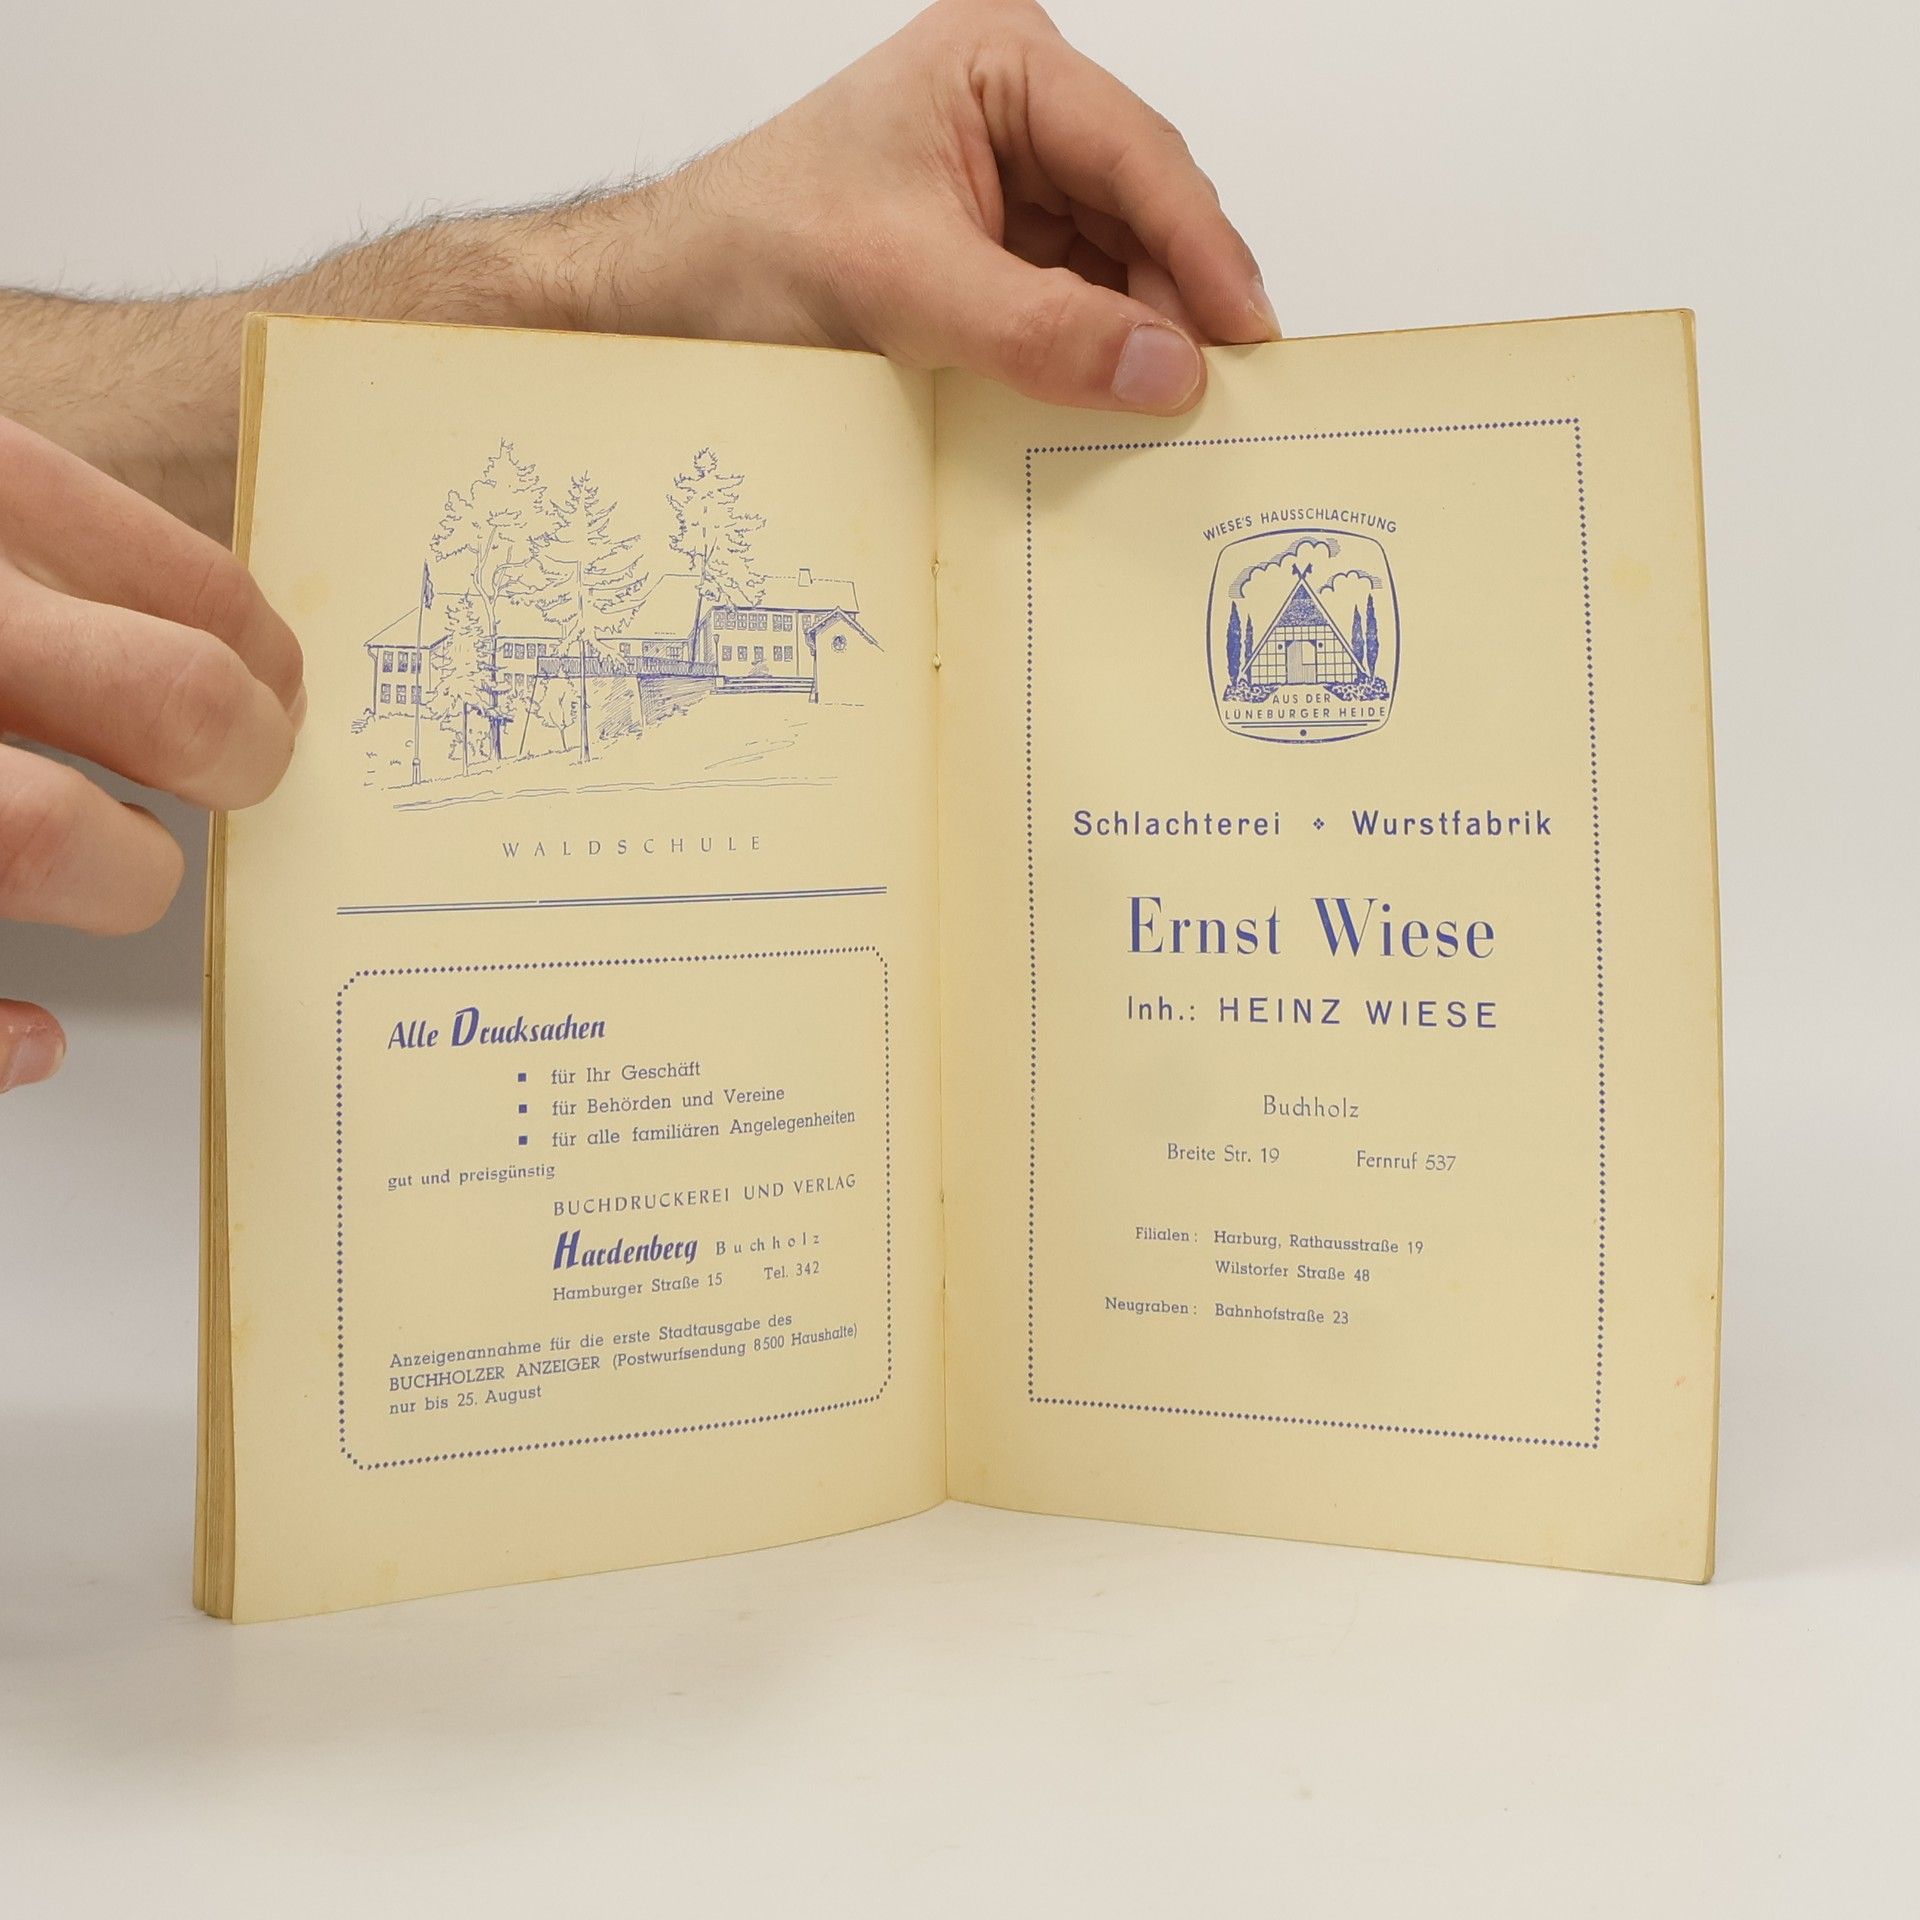 WALDSCHULE
Alle Drucksachen
▪ für Ihr Geschäft
▪ für Behörden und Vereine
▪ für alle familiären Angelegenheiten
gut und preisgünstig
BUCHDRUCKEREI UND VERLAG
Hardenberg Buchholz
Hamburger Straße 15 Tel. 342
Anzeigenannahme für die erste Stadtausgabe des
BUCHHOLZER ANZEIGER (Postwurfsendung 8500 Haushalte)
nur bis 25. August
WIESE'S HAUSSCHLACHTUNG
AUS DER
LÜNEBURGER HEIDE
Schlachterei ❖ Wurstfabrik
Ernst Wiese
Inh.: HEINZ WIESE
Buchholz
Breite Str. 19 Fernruf 537
Filialen: Harburg, Rathausstraße 19
Wilstorfer Straße 48
Neugraben: Bahnhofstraße 23